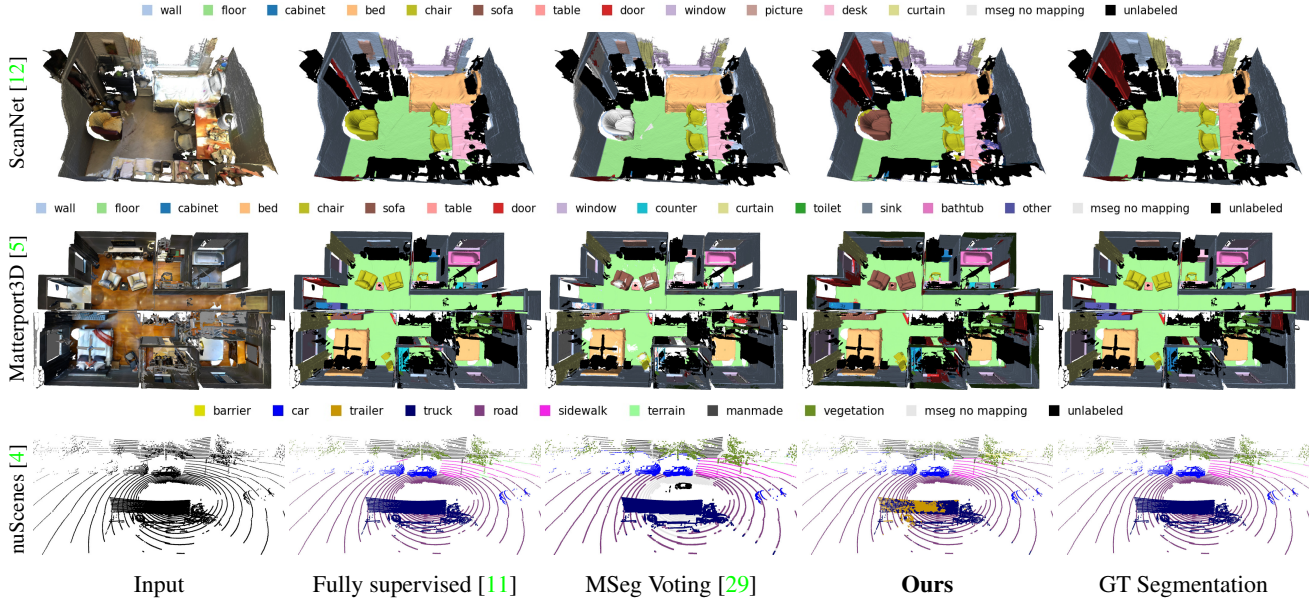 wall floor cabinet bed chair sofa table door window picture desk curtain mseg no mapping unlabeled
ScanNet [12]
wall floor cabinet bed chair sofa table door window counter curtain toilet sink bathtub other mseg no mapping unlabeled
Matterport3D [5]
barrier car trailer truck road sidewalk terrain manmade vegetation mseg no mapping unlabeled
nuScenes [4]
Input Fully supervised [11] MSeg Voting [29] Ours GT Segmentation